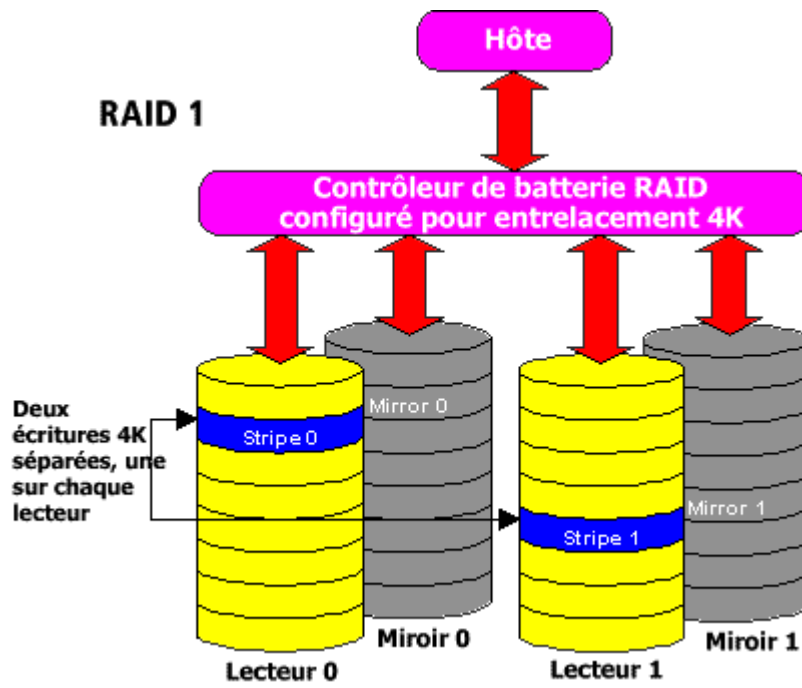 Hôte
RAID 1
Contrôleur de batterie RAID
configuré pour entrelacement 4K
Deux
écritures 4K
séparées, une
sur chaque
lecteur
Mirror 0
Stripe 0
Mirror 1
Stripe 1
Miroir 0
Miroir 1
Lecteur 0
Lecteur 1